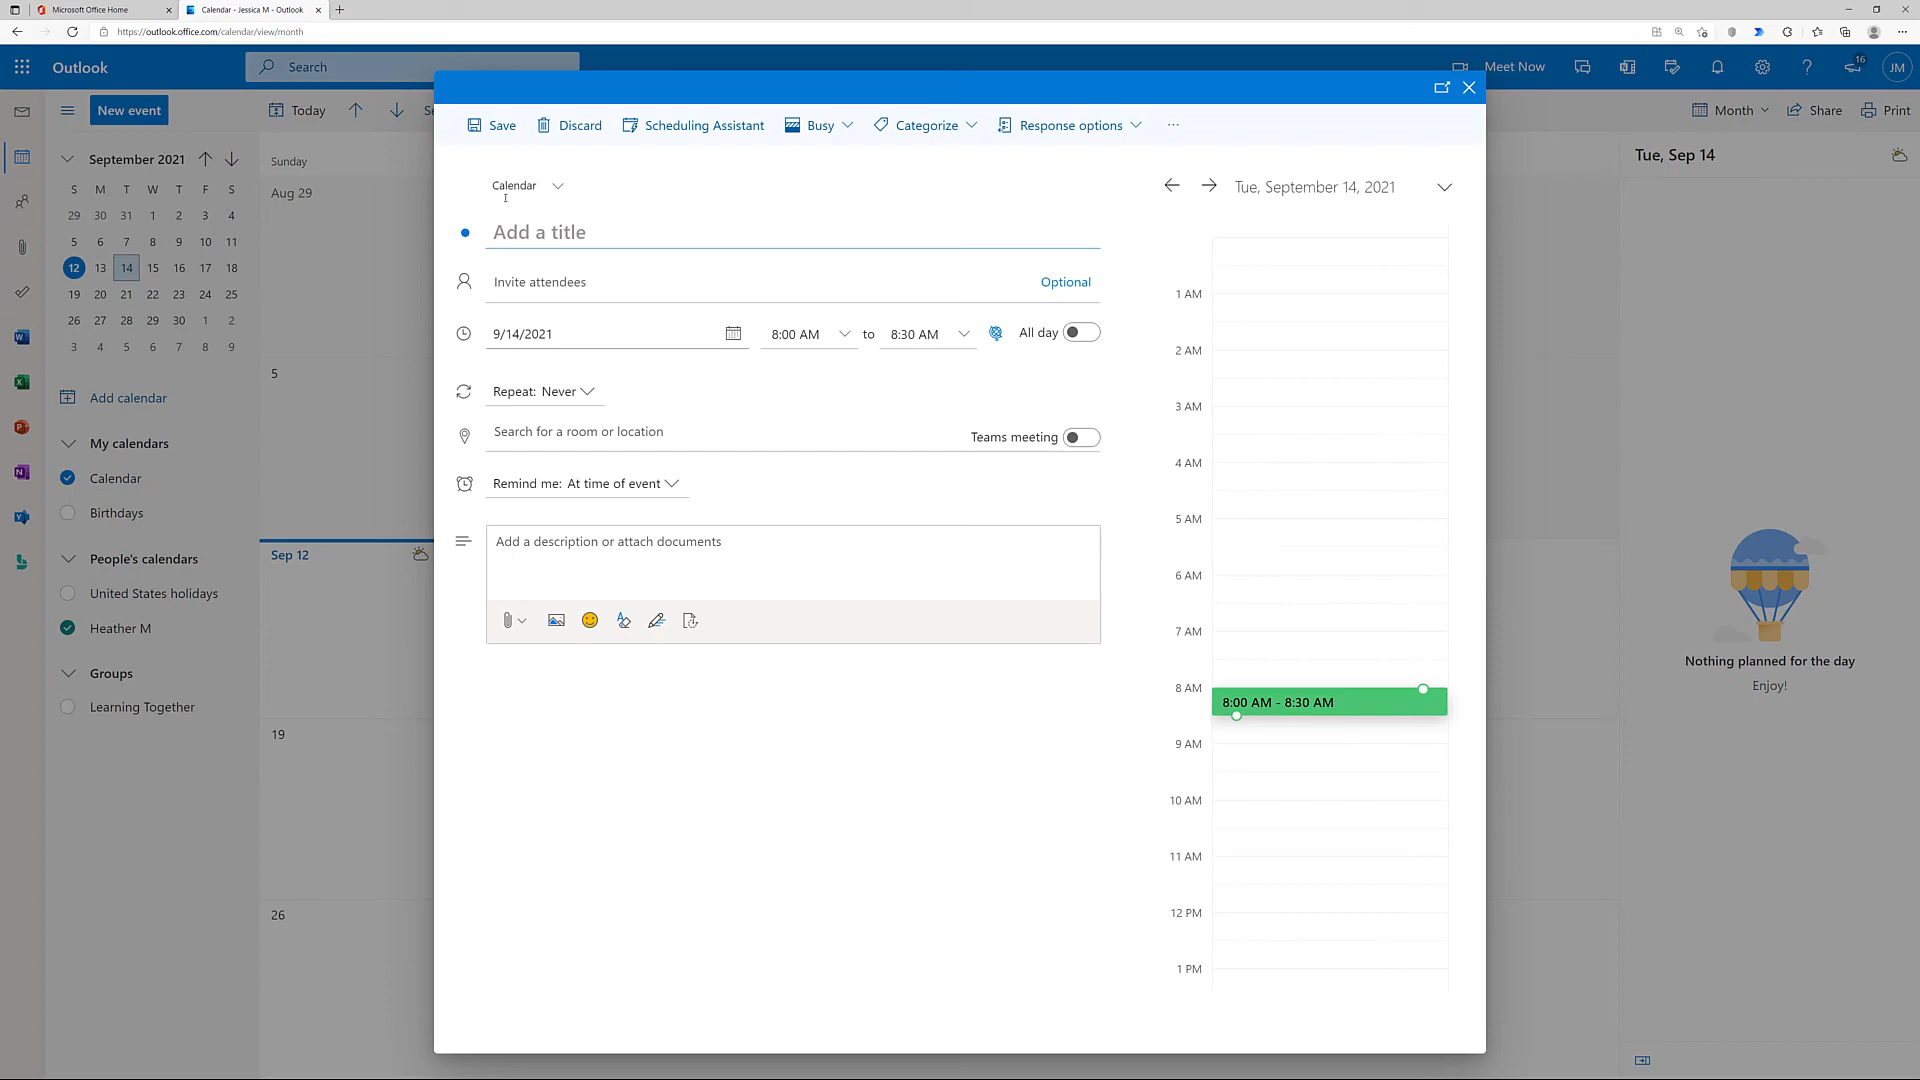 Microsoft Office Home
Calendar - Jessica M - Outlook
https://outlook.office.com/calendar/view/month
Outlook
Search
Meet Now
16
JM
New event
Today
Month
Share
Print
Save
Discard
Scheduling Assistant
Busy
Categorize
Response options
September 2021
S M T W T F S
29 30 31 1 2 3 4
5 6 7 8 9 10 11
12 13 14 15 16 17 18
19 20 21 22 23 24 25
26 27 28 29 30 1 2
3 4 5 6 7 8 9
Add calendar
My calendars
Calendar
Birthdays
People's calendars
United States holidays
Heather M
Groups
Learning Together
Sunday
Aug 29
5
Sep 12
19
26
Calendar
Add a title
Invite attendees
Optional
9/14/2021
8:00 AM to 8:30 AM
All day
Repeat: Never
Search for a room or location
Teams meeting
Remind me: At time of event
Add a description or attach documents
Tue, September 14, 2021
1 AM
2 AM
3 AM
4 AM
5 AM
6 AM
7 AM
8 AM
8:00 AM - 8:30 AM
9 AM
10 AM
11 AM
12 PM
1 PM
Tue, Sep 14
Nothing planned for the day
Enjoy!